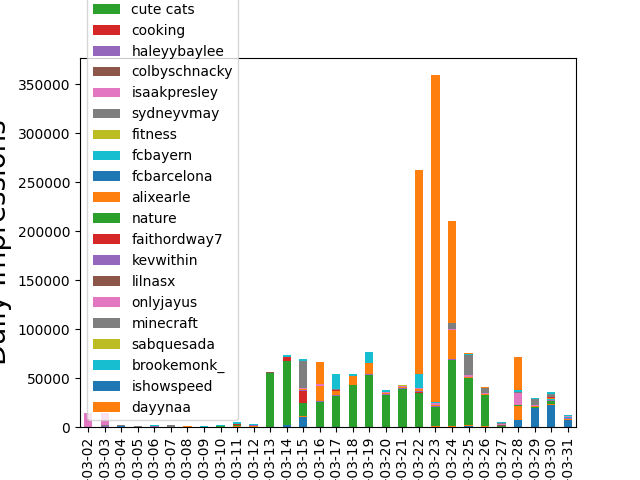 cute cats
cooking
haleyybaylee
colbyschnacky
isaakpresley
sydneyvmay
fitness
fcbayern
fcbarcelona
alixearle
nature
faithordway7
kevwithin
lilnasx
onlyjayus
minecraft
sabquesada
brookemonk_
ishowspeed
dayynaa
Daily Impressions
350000
300000
250000
200000
150000
100000
50000
0
03-02
03-03
03-04
03-05
03-06
03-07
03-08
03-09
03-10
03-11
03-12
03-13
03-14
03-15
03-16
03-17
03-18
03-19
03-20
03-21
03-22
03-23
03-24
03-25
03-26
03-27
03-28
03-29
03-30
03-31